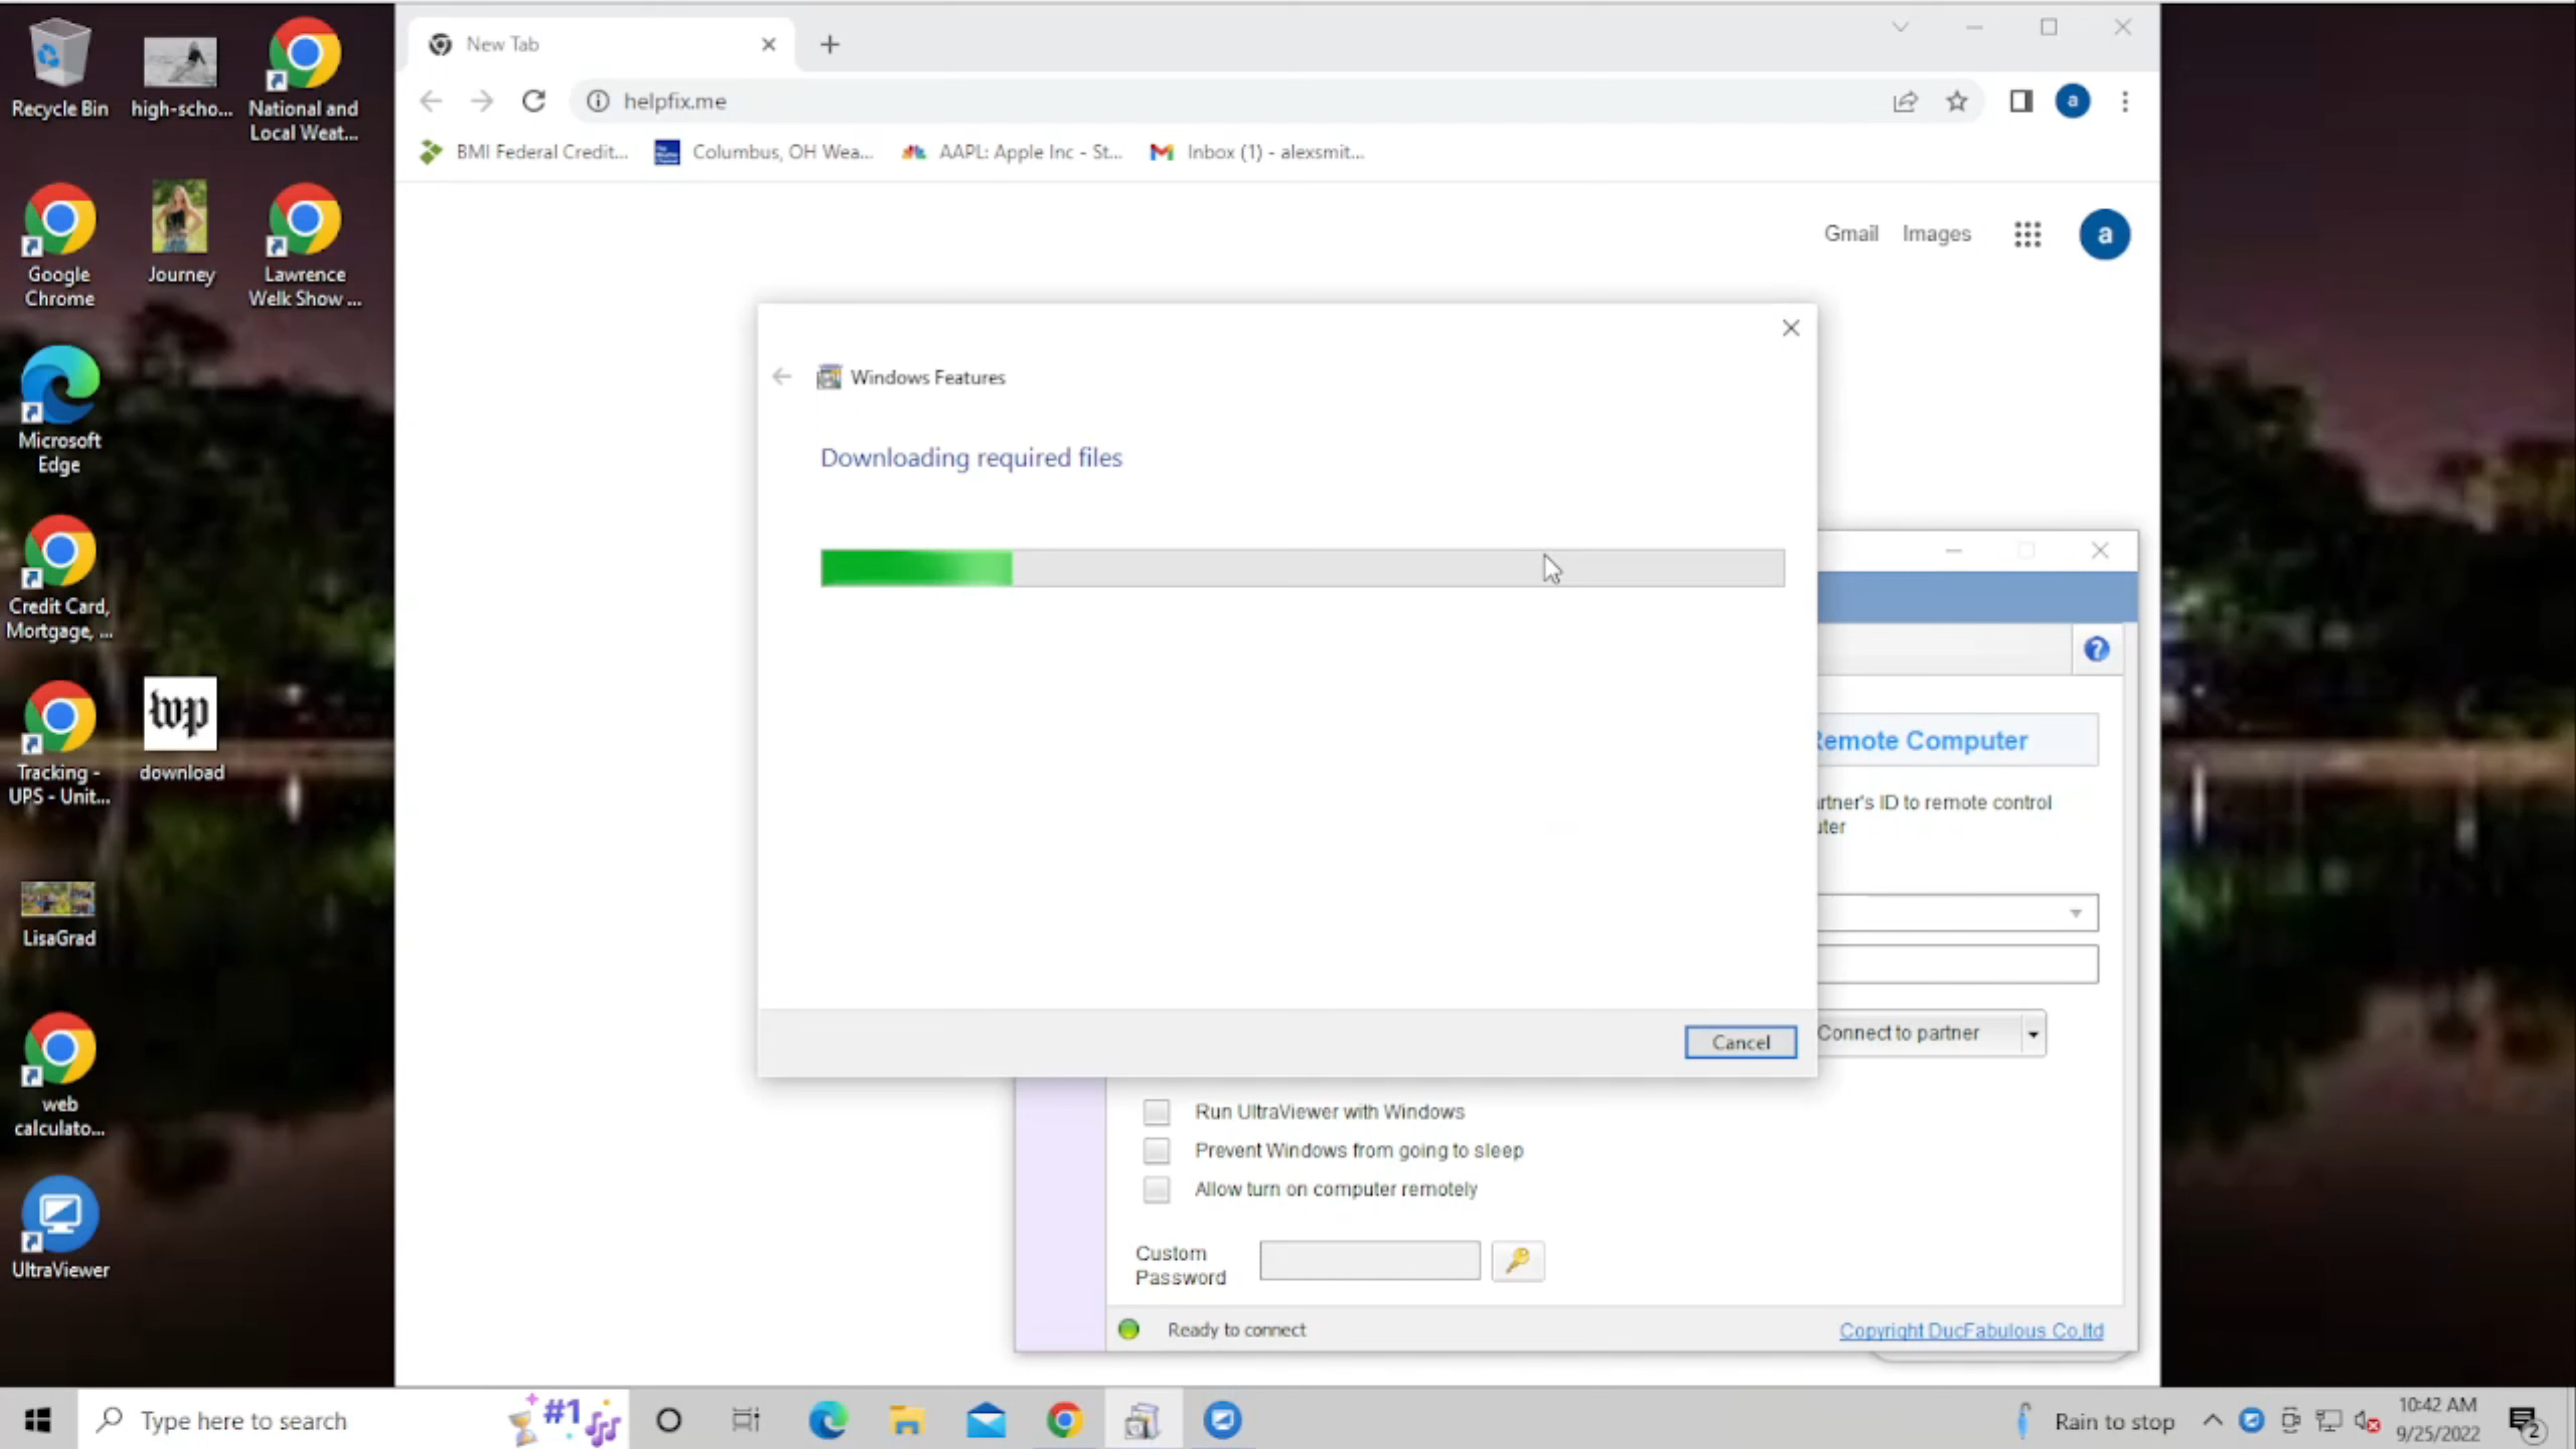 Recycle Bin
high-scho...
National and
Local Weat...
Google
Chrome
Journey
Lawrence
Welk Show ...
Microsoft
Edge
Credit Card,
Mortgage, ...
Tracking -
UPS - Unit...
wp
download
LisaGrad
web
calculato...
UltraViewer
New Tab
helpfix.me
a
BMI Federal Credit...
Columbus, OH Wea...
AAPL: Apple Inc - St...
Inbox (1) - alexsmit...
Gmail
Images
a
Windows Features
Downloading required files
Cancel
?
Remote Computer
rtner's ID to remote control
uter
Connect to partner
Run UltraViewer with Windows
Prevent Windows from going to sleep
Allow turn on computer remotely
Custom
Password
Ready to connect
Copyright DucFabulous Co,ltd
Type here to search
#1
Rain to stop
10:42 AM
9/25/2022
2